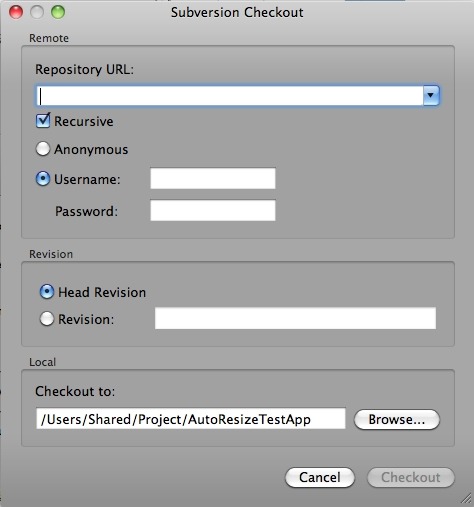 Subversion Checkout
Remote
Repository URL:
Recursive
Anonymous
Username:
Password:
Revision
Head Revision
Revision:
Local
Checkout to:
/Users/Shared/Project/AutoResizeTestApp Browse...
Cancel Checkout